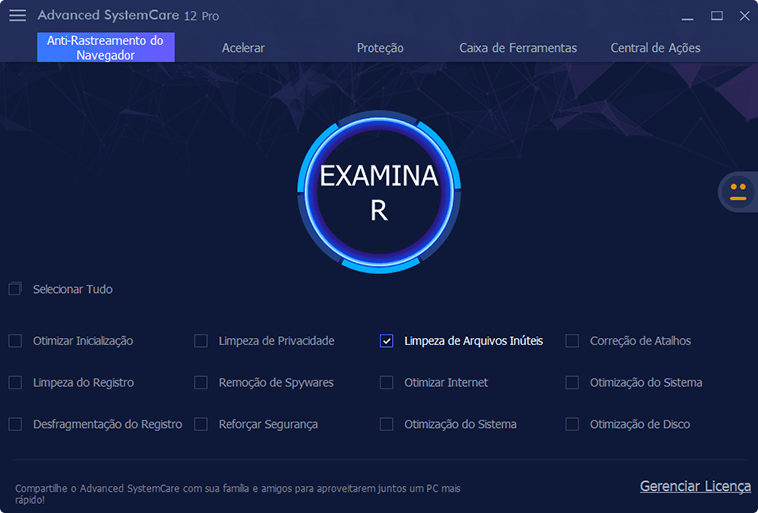 Advanced SystemCare 12 Pro
Anti-Rastreamento do
Navegador
Acelerar
Proteção
Caixa de Ferramentas
Central de Ações
EXAMINA
R
Selecionar Tudo
Otimizar Inicialização
Limpeza de Privacidade
Limpeza de Arquivos Inúteis
Correção de Atalhos
Limpeza do Registro
Remoção de Spywares
Otimizar Internet
Otimização do Sistema
Desfragmentação do Registro
Reforçar Segurança
Otimização do Sistema
Otimização de Disco
Compartilhe o Advanced SystemCare com sua família e amigos para aproveitarem juntos um PC mais
rápido!
Gerenciar Licença